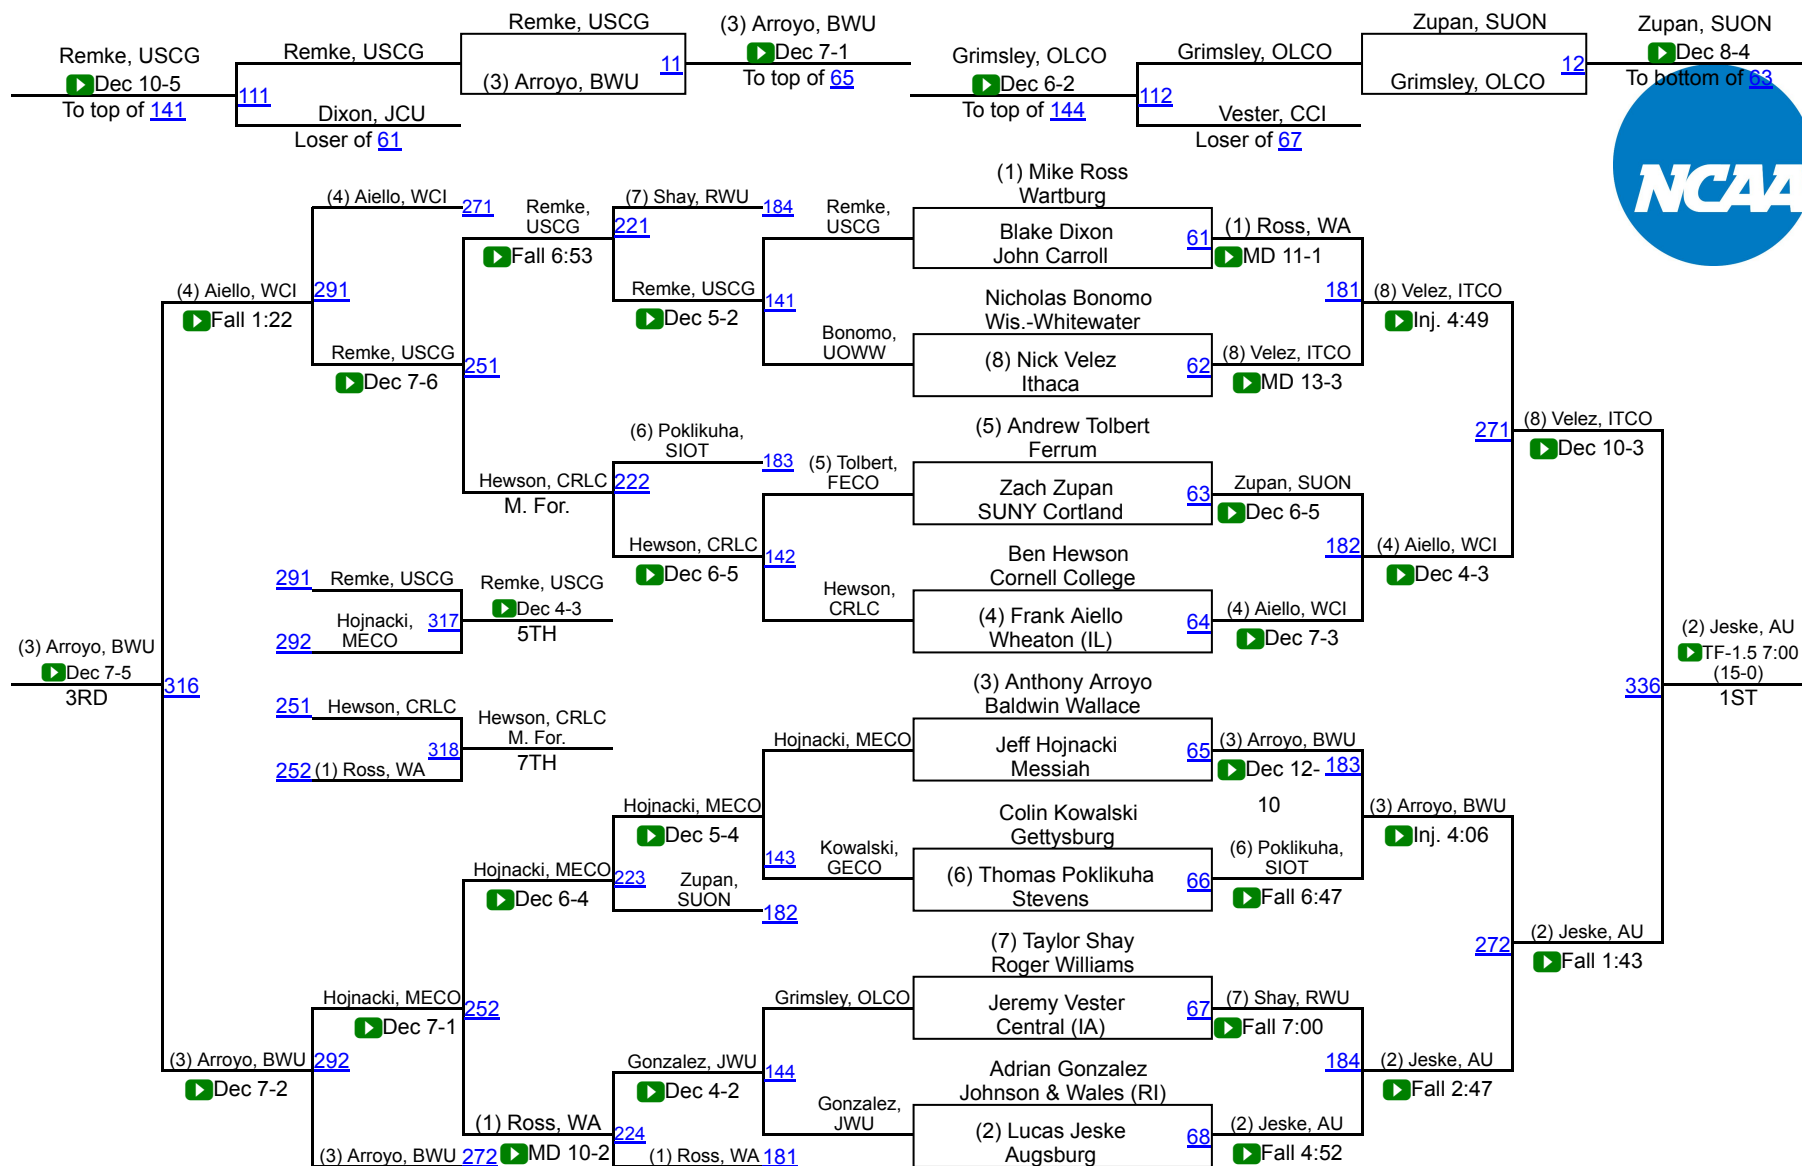 Remke, USCG
Dec 10-5
To top of 141
Remke, USCG
111
Dixon, JCU
Loser of 61
Remke, USCG
(3) Arroyo, BWU
11
(3) Arroyo, BWU
Dec 7-1
To top of 65
Grimsley, OLCO
Dec 6-2
To top of 144
Grimsley, OLCO
112
Vester, CCI
Loser of 67
Zupan, SUON
Grimsley, OLCO
12
Zupan, SUON
Dec 8-4
To bottom of 63
NCAA
(1) Mike Ross
Wartburg
Blake Dixon
John Carroll
61
(1) Ross, WA
MD 11-1
Nicholas Bonomo
Wis.-Whitewater
(8) Nick Velez
Ithaca
62
(8) Velez, ITCO
MD 13-3
181
(8) Velez, ITCO
Inj. 4:49
(5) Andrew Tolbert
Ferrum
Zach Zupan
SUNY Cortland
63
Zupan, SUON
Dec 6-5
Ben Hewson
Cornell College
(4) Frank Aiello
Wheaton (IL)
64
(4) Aiello, WCI
Dec 7-3
182
(4) Aiello, WCI
Dec 4-3
271
(8) Velez, ITCO
Dec 10-3
(3) Anthony Arroyo
Baldwin Wallace
Jeff Hojnacki
Messiah
65
(3) Arroyo, BWU
Dec 12-
10
183
Colin Kowalski
Gettysburg
(6) Thomas Poklikuha
Stevens
66
(6) Poklikuha,
SIOT
Fall 6:47
(3) Arroyo, BWU
Inj. 4:06
(7) Taylor Shay
Roger Williams
Jeremy Vester
Central (IA)
67
(7) Shay, RWU
Fall 7:00
Adrian Gonzalez
Johnson & Wales (RI)
(2) Lucas Jeske
Augsburg
68
(2) Jeske, AU
Fall 4:52
184
(2) Jeske, AU
Fall 2:47
272
(2) Jeske, AU
Fall 1:43
336
(2) Jeske, AU
TF-1.5 7:00
(15-0)
1ST
(4) Aiello, WCI
271
Remke,
USCG
Fall 6:53
(7) Shay, RWU
184
221
Remke,
USCG
Remke, USCG
Dec 5-2
141
Bonomo,
UOWW
(4) Aiello, WCI
Fall 1:22
291
Remke, USCG
Dec 7-6
251
(6) Poklikuha,
SIOT
183
Hewson, CRLC
M. For.
222
(5) Tolbert,
FECO
Hewson, CRLC
Dec 6-5
142
Hewson,
CRLC
291
Remke, USCG
292
Hojnacki,
MECO
317
Remke, USCG
Dec 4-3
5TH
(3) Arroyo, BWU
Dec 7-5
3RD
316
251
Hewson, CRLC
252
(1) Ross, WA
318
Hewson, CRLC
M. For.
7TH
Hojnacki, MECO
Hojnacki, MECO
Dec 5-4
143
Kowalski,
GECO
Hojnacki, MECO
Dec 6-4
223
Zupan,
SUON
182
Hojnacki, MECO
Dec 7-1
252
Grimsley, OLCO
(3) Arroyo, BWU
Dec 7-2
292
Gonzalez, JWU
Dec 4-2
144
Gonzalez,
JWU
(1) Ross, WA
MD 10-2
224
(3) Arroyo, BWU
272
(1) Ross, WA
181